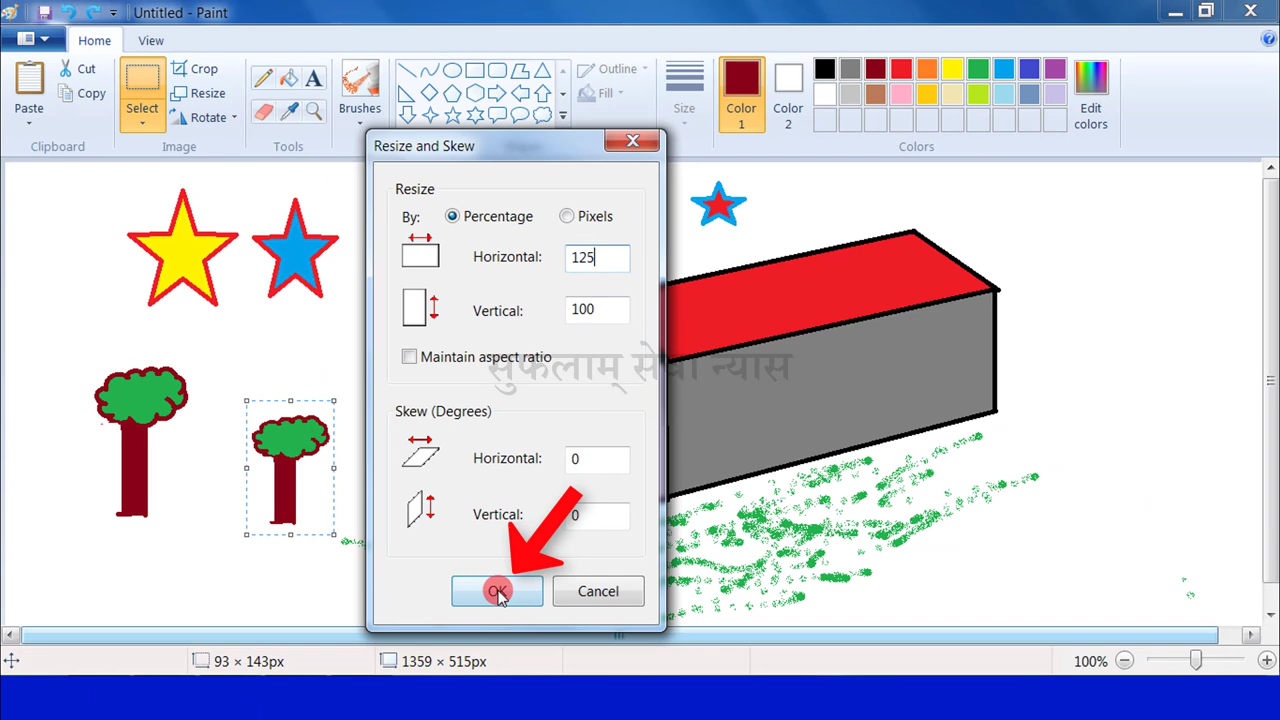 Untitled - Paint
Home View
Paste
Cut
Copy
Clipboard
Select
Crop
Resize
Rotate
Image
Tools
Brushes
Outline
Fill
Size
Color 1
Color 2
Edit colors
Colors
Resize and Skew
Resize
By: Percentage Pixels
Horizontal: 125
Vertical: 100
Maintain aspect ratio
सुफलाम् सेवा न्यास
Skew (Degrees)
Horizontal: 0
Vertical: 0
OK Cancel
93 × 143px 1359 × 515px 100%